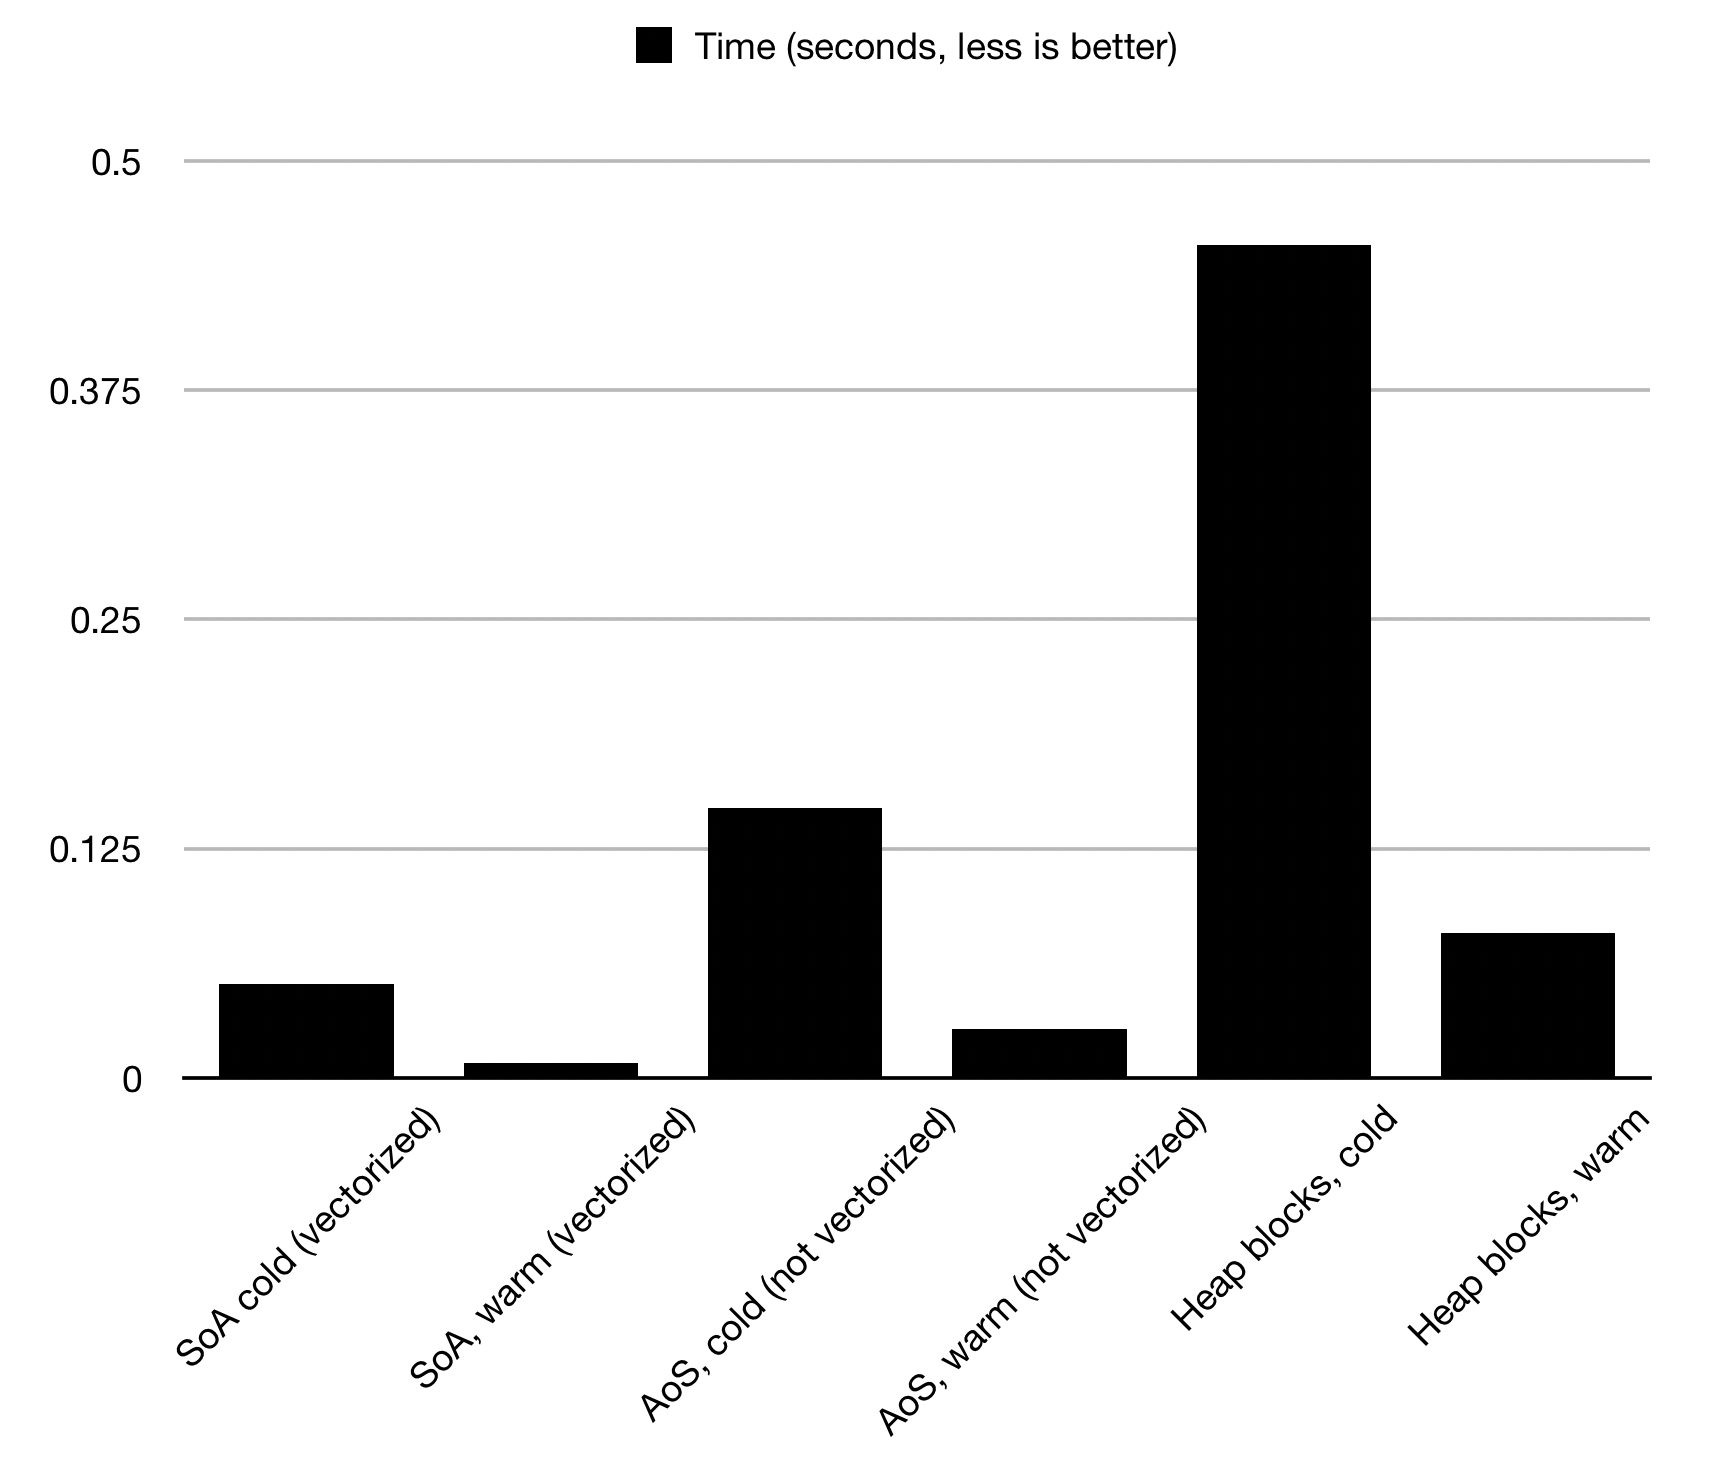 Time (seconds, less is better)
0.5
0.375
0.25
0.125
0
SoA cold (vectorized)
SoA, warm (vectorized)
AoS, cold (not vectorized)
AoS, warm (not vectorized)
Heap blocks, cold
Heap blocks, warm